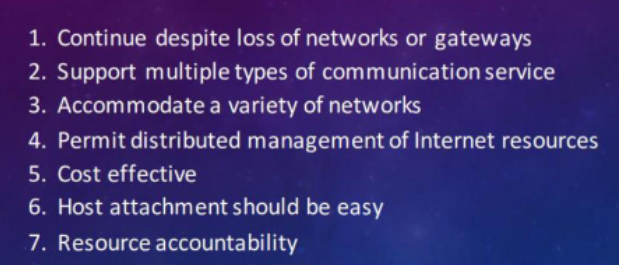 1. Continue despite loss of networks or gateways
2. Support multiple types of communication service
3. Accommodate a variety of networks
4. Permit distributed management of Internet resources
5. Cost effective
6. Host attachment should be easy
7. Resource accountability